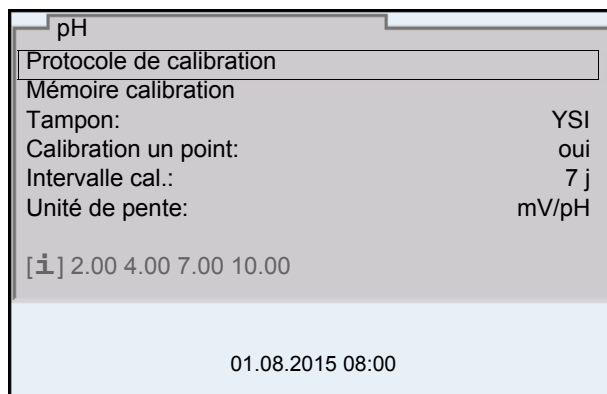 pH
Protocole de calibration
Mémoire calibration
Tampon: YSI
Calibration un point: oui
Intervalle cal.: 7 j
Unité de pente: mV/pH
[i] 2.00 4.00 7.00 10.00
01.08.2015 08:00